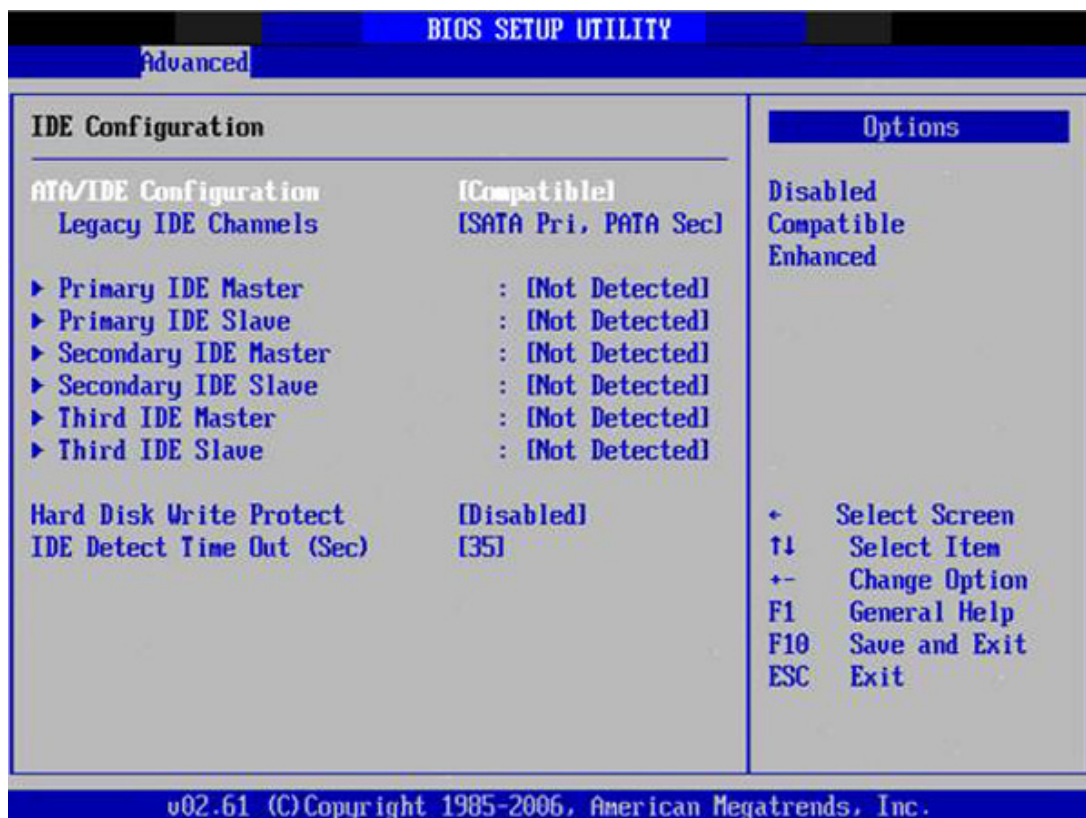 BIOS SETUP UTILITY
Advanced
IDE Configuration
ATA/IDE Configuration [Compatible]
Legacy IDE Channels [SATA Pri, PATA Sec]
▶ Primary IDE Master : [Not Detected]
▶ Primary IDE Slave : [Not Detected]
▶ Secondary IDE Master : [Not Detected]
▶ Secondary IDE Slave : [Not Detected]
▶ Third IDE Master : [Not Detected]
▶ Third IDE Slave : [Not Detected]
Hard Disk Write Protect [Disabled]
IDE Detect Time Out (Sec) [35]
Options
Disabled
Compatible
Enhanced
← Select Screen
↑↓ Select Item
+- Change Option
F1 General Help
F10 Save and Exit
ESC Exit
v02.61 (C)Copyright 1985-2006, American Megatrends, Inc.